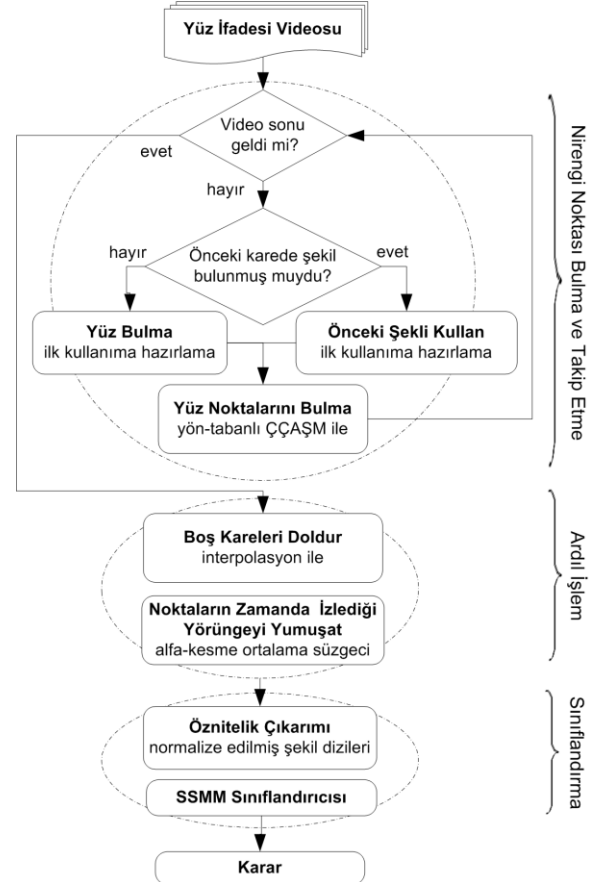 Yüz İfadesi Videosu
Video sonu
geldi mi?
evet
hayır
Önceki karede şekil
bulunmuş muydu?
hayır
evet
Yüz Bulma
ilk kullanıma hazırlama
Önceki Şekli Kullan
ilk kullanıma hazırlama
Yüz Noktalarını Bulma
yön-tabanlı ÇÇAŞM ile
Nirengi Noktası Bulma ve Takip Etme
Boş Kareleri Doldur
interpolasyon ile
Noktaların Zamanda İzlediği
Yörüngeyi Yumuşat
alfa-kesme ortalama süzgeci
Ardıl İşlem
Öznitelik Çıkarımı
normalize edilmiş şekil dizileri
SSMM Sınıflandırıcısı
Sınıflandırma
Karar